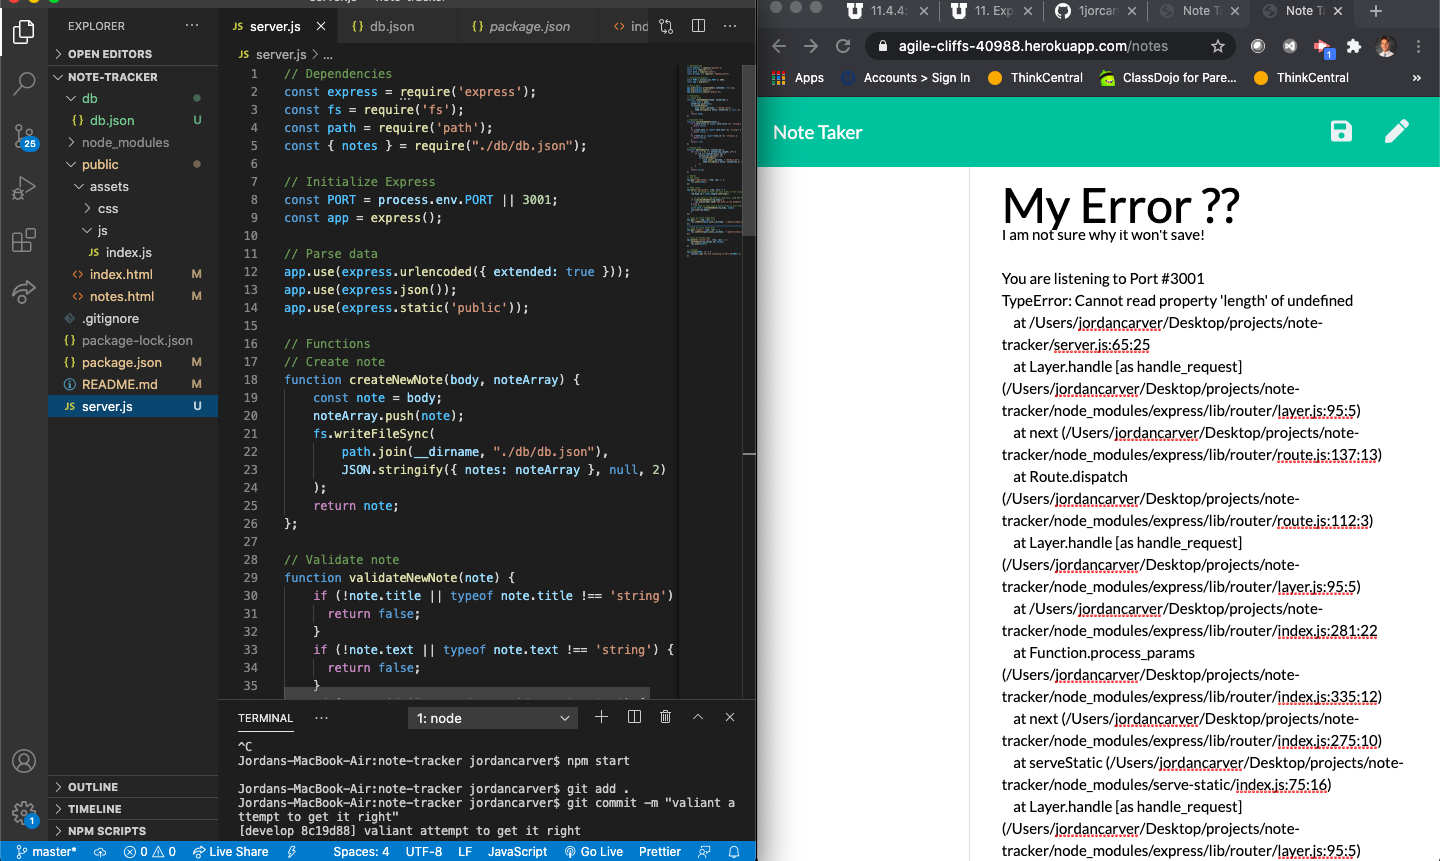 EXPLORER
OPEN EDITORS
NOTE-TRACKER
db
db.json U
node_modules
public
assets
css
js
JS index.js
index.html M
notes.html M
.gitignore
package-lock.json
package.json M
README.md M
JS server.js U
25
OUTLINE
TIMELINE
NPM SCRIPTS
1
JS server.js
{} db.json
{} package.json
<> ind
JS server.js > ...
1 // Dependencies
2 const express = require('express');
3 const fs = require('fs');
4 const path = require('path');
5 const { notes } = require("./db/db.json");
6
7 // Initialize Express
8 const PORT = process.env.PORT || 3001;
9 const app = express();
10
11 // Parse data
12 app.use(express.urlencoded({ extended: true }));
13 app.use(express.json());
14 app.use(express.static('public'));
15
16 // Functions
17 // Create note
18 function createNewNote(body, noteArray) {
19 const note = body;
20 noteArray.push(note);
21 fs.writeFileSync(
22 path.join(__dirname, "./db/db.json"),
23 JSON.stringify({ notes: noteArray }, null, 2)
24 );
25 return note;
26 };
27
28 // Validate note
29 function validateNewNote(note) {
30 if (!note.title || typeof note.title !== 'string')
31 return false;
32 }
33 if (!note.text || typeof note.text !== 'string') {
34 return false;
35 }
TERMINAL ··· 1: node
^C
Jordans-MacBook-Air:note-tracker jordancarver$ npm start
Jordans-MacBook-Air:note-tracker jordancarver$ git add .
Jordans-MacBook-Air:note-tracker jordancarver$ git commit -m "valiant a
ttempt to get it right"
[develop 8c19d88] valiant attempt to get it right
master* 0 0 Live Share Spaces: 4 UTF-8 LF JavaScript Go Live Prettier
11.4.4: 11. Exp 1jorcar Note T Note T
agile-cliffs-40988.herokuapp.com/notes
1
Apps Accounts > Sign In ThinkCentral ClassDojo for Pare... ThinkCentral »
Note Taker
My Error ??
I am not sure why it won't save!
You are listening to Port #3001
TypeError: Cannot read property 'length' of undefined
at /Users/jordancarver/Desktop/projects/note-
tracker/server.js:65:25
at Layer.handle [as handle_request]
(/Users/jordancarver/Desktop/projects/note-
tracker/node_modules/express/lib/router/layer.js:95:5)
at next (/Users/jordancarver/Desktop/projects/note-
tracker/node_modules/express/lib/router/route.js:137:13)
at Route.dispatch
(/Users/jordancarver/Desktop/projects/note-
tracker/node_modules/express/lib/router/route.js:112:3)
at Layer.handle [as handle_request]
(/Users/jordancarver/Desktop/projects/note-
tracker/node_modules/express/lib/router/layer.js:95:5)
at /Users/jordancarver/Desktop/projects/note-
tracker/node_modules/express/lib/router/index.js:281:22
at Function.process_params
(/Users/jordancarver/Desktop/projects/note-
tracker/node_modules/express/lib/router/index.js:335:12)
at next (/Users/jordancarver/Desktop/projects/note-
tracker/node_modules/express/lib/router/index.js:275:10)
at serveStatic (/Users/jordancarver/Desktop/projects/note-
tracker/node_modules/serve-static/index.js:75:16)
at Layer.handle [as handle_request]
(/Users/jordancarver/Desktop/projects/note-
tracker/node_modules/express/lib/router/layer.js:95:5)